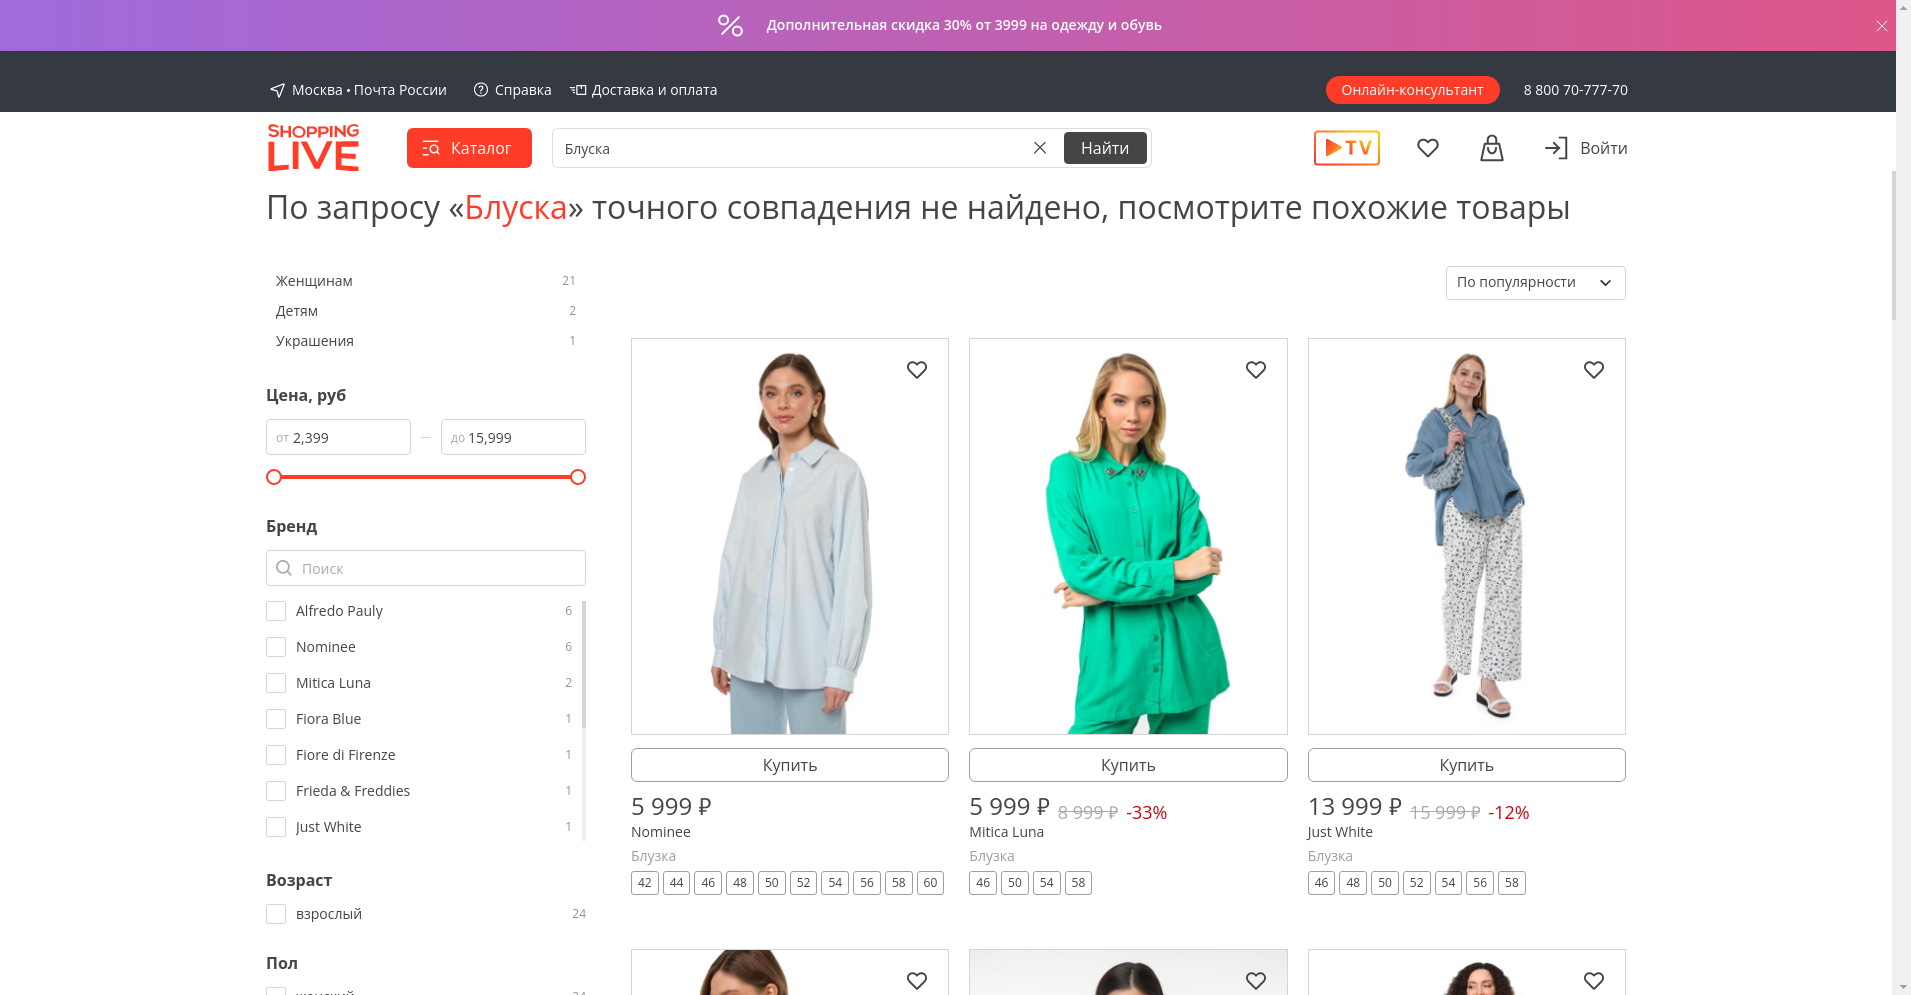 Дополнительная скидка 30% от 3999 на одежду и обувь
Москва • Почта России
Справка
Доставка и оплата
Онлайн-консультант
8 800 70-777-70
SHOPPING
LIVE
Каталог
Блуска
Найти
TV
Войти
По запросу «Блуска» точного совпадения не найдено, посмотрите похожие товары
Женщинам 21
Детям 2
Украшения 1
По популярности
Цена, руб
от 2,399 — до 15,999
Бренд
Поиск
Alfredo Pauly 6
Nominee 6
Mitica Luna 2
Fiora Blue 1
Fiore di Firenze 1
Frieda & Freddies 1
Just White 1
Возраст
взрослый 24
Пол
женский 24
Купить
5 999 ₽
Nominee
Блузка
42 44 46 48 50 52 54 56 58 60
Купить
5 999 ₽ 8 999 ₽ -33%
Mitica Luna
Блузка
46 50 54 58
Купить
13 999 ₽ 15 999 ₽ -12%
Just White
Блузка
46 48 50 52 54 56 58